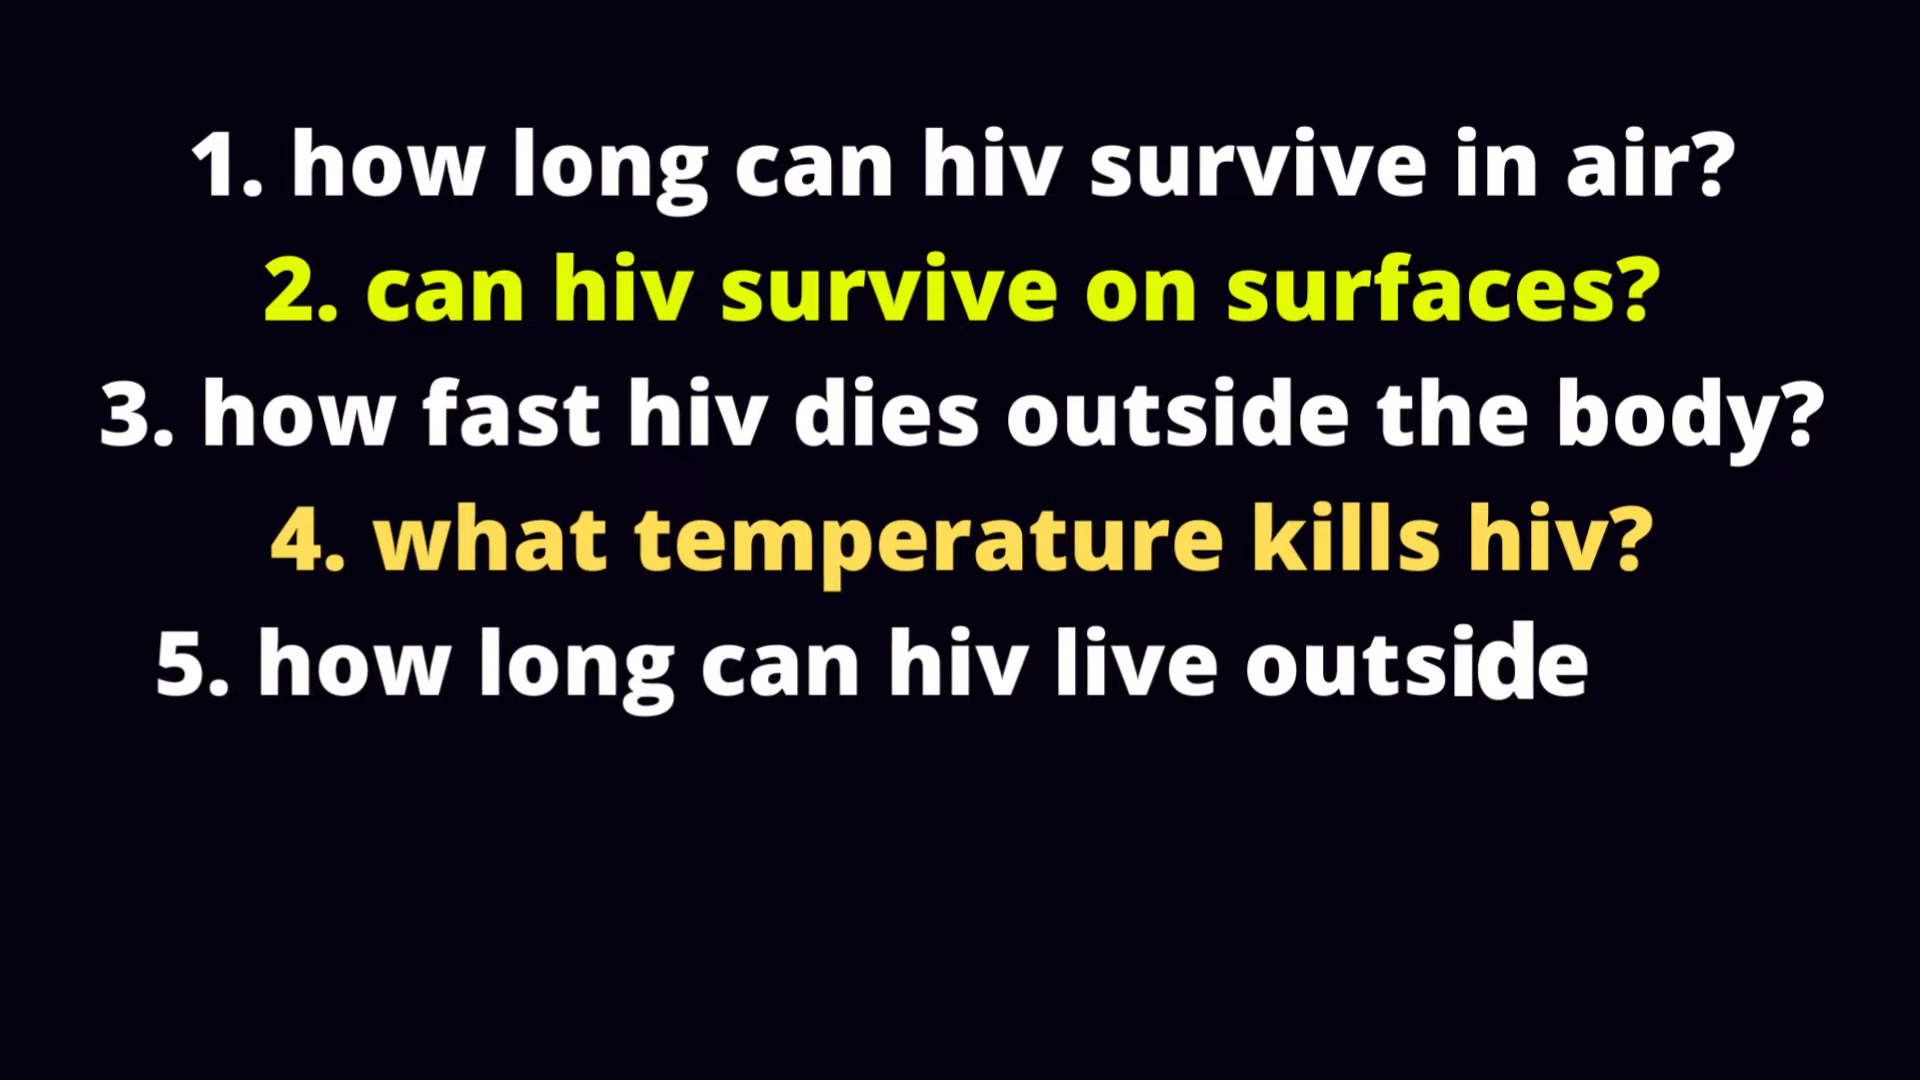 1. how long can hiv survive in air?
2. can hiv survive on surfaces?
3. how fast hiv dies outside the body?
4. what temperature kills hiv?
5. how long can hiv live outside